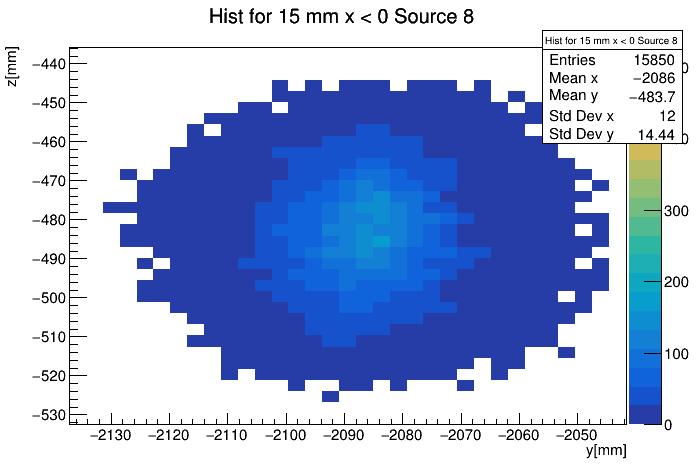 Hist for 15 mm x < 0 Source 8
z[mm]
−440
−450
−460
−470
−480
−490
−500
−510
−520
−530
Hist for 15 mm x < 0 Source 8
Entries 15850
Mean x −2086
Mean y −483.7
Std Dev x 12
Std Dev y 14.44
300
200
100
0
−2130 −2120 −2110 −2100 −2090 −2080 −2070 −2060 −2050
y[mm]